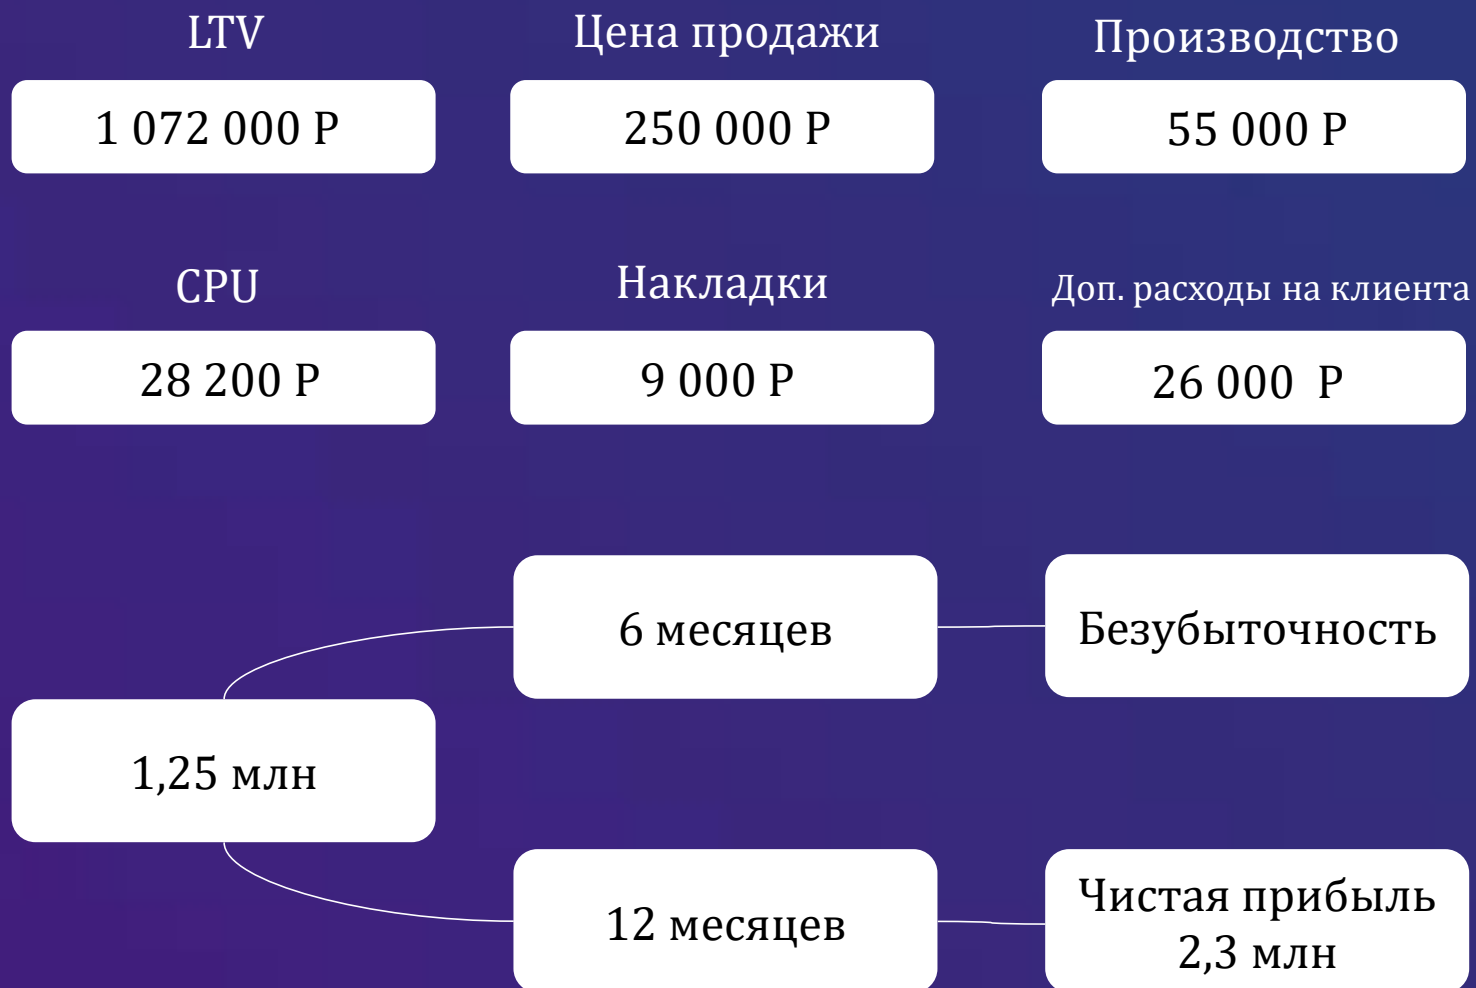 LTV
Цена продажи
Производство
1 072 000 Р
250 000 Р
55 000 Р
CPU
Накладки
Доп. расходы на клиента
28 200 Р
9 000 Р
26 000 Р
6 месяцев
Безубыточность
1,25 млн
12 месяцев
Чистая прибыль
2,3 млн